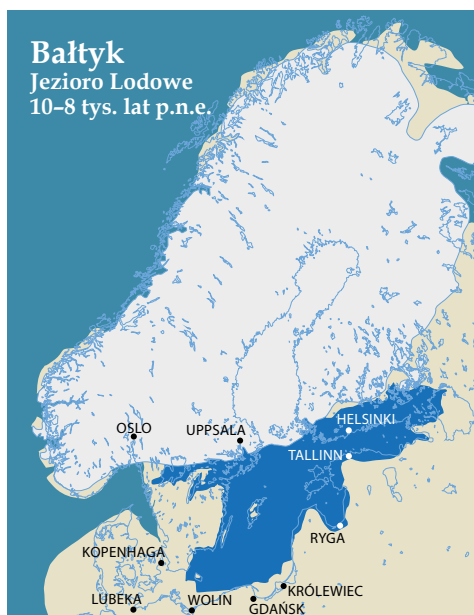 Bałtyk
Jezioro Lodowe
10–8 tys. lat p.n.e.
HELSINKI
OSLO
UPPSALA
TALLINN
RYGA
KOPENHAGA
KRÓLEWIEC
LUBEKA
WOLIN
GDAŃSK